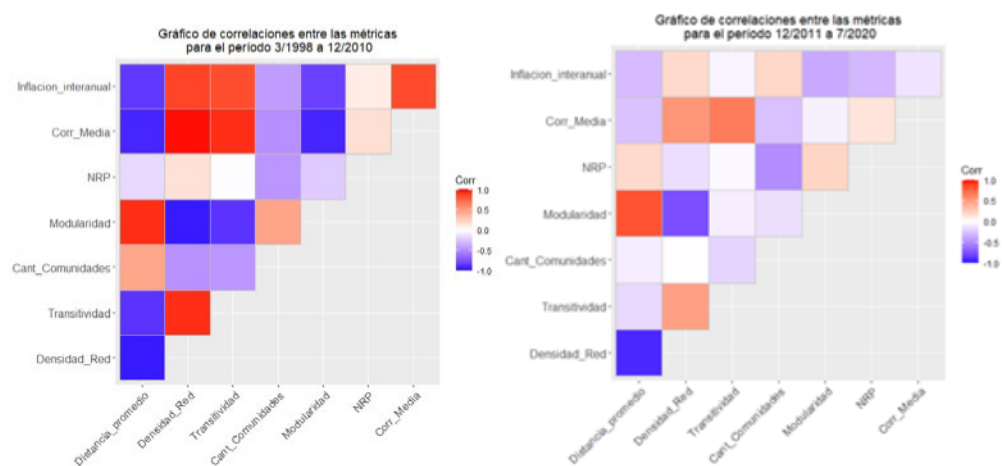 Gráfico de correlaciones entre las métricas
para el período 3/1998 a 12/2010
Inflacion_interanual
Corr_Media
NRP
Modularidad
Cant_Comunidades
Transitividad
Densidad_Red
Distancia_promedio
Densidad_Red
Transitividad
Cant_Comunidades
Modularidad
NRP
Corr_Media
Corr
1.0
0.5
0.0
-0.5
-1.0
Gráfico de correlaciones entre las métricas
para el período 12/2011 a 7/2020
Inflacion_interanual
Corr_Media
NRP
Modularidad
Cant_Comunidades
Transitividad
Densidad_Red
Distancia_promedio
Densidad_Red
Transitividad
Cant_Comunidades
Modularidad
NRP
Corr_Media
Corr
1.0
0.5
0.0
-0.5
-1.0